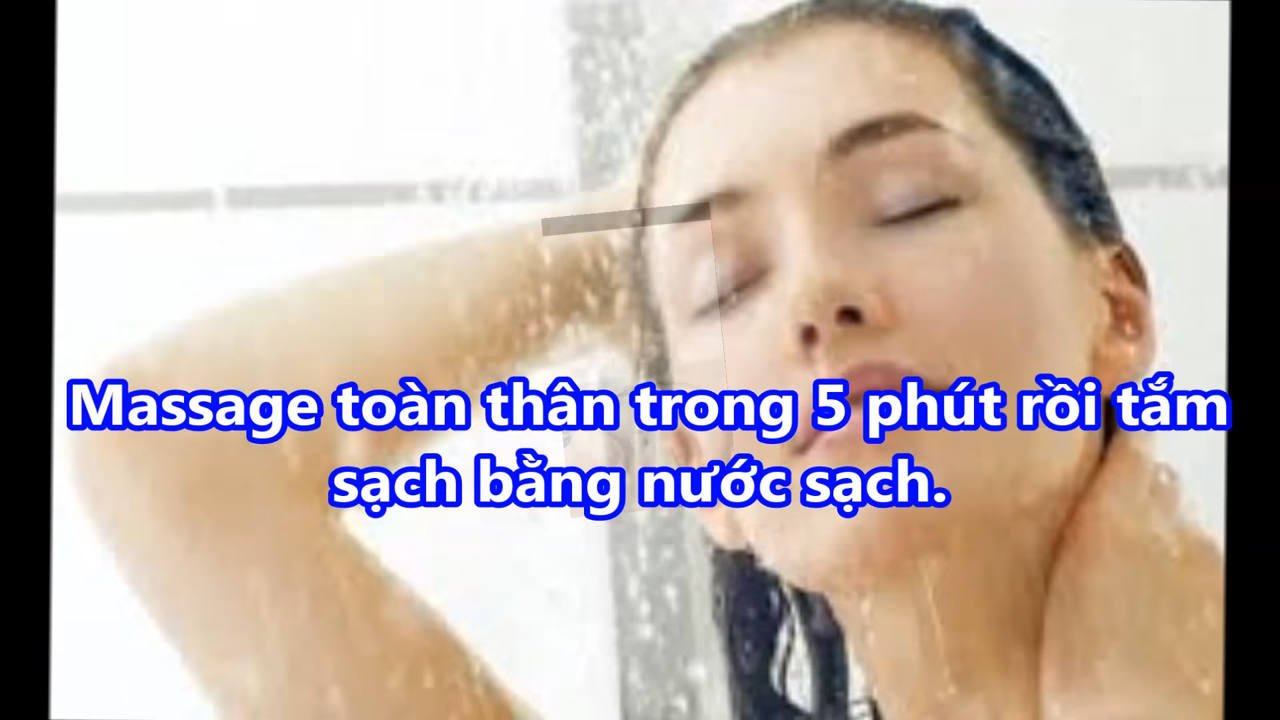 Massage toàn thân trong 5 phút rồi tắm
sạch bằng nước sạch.